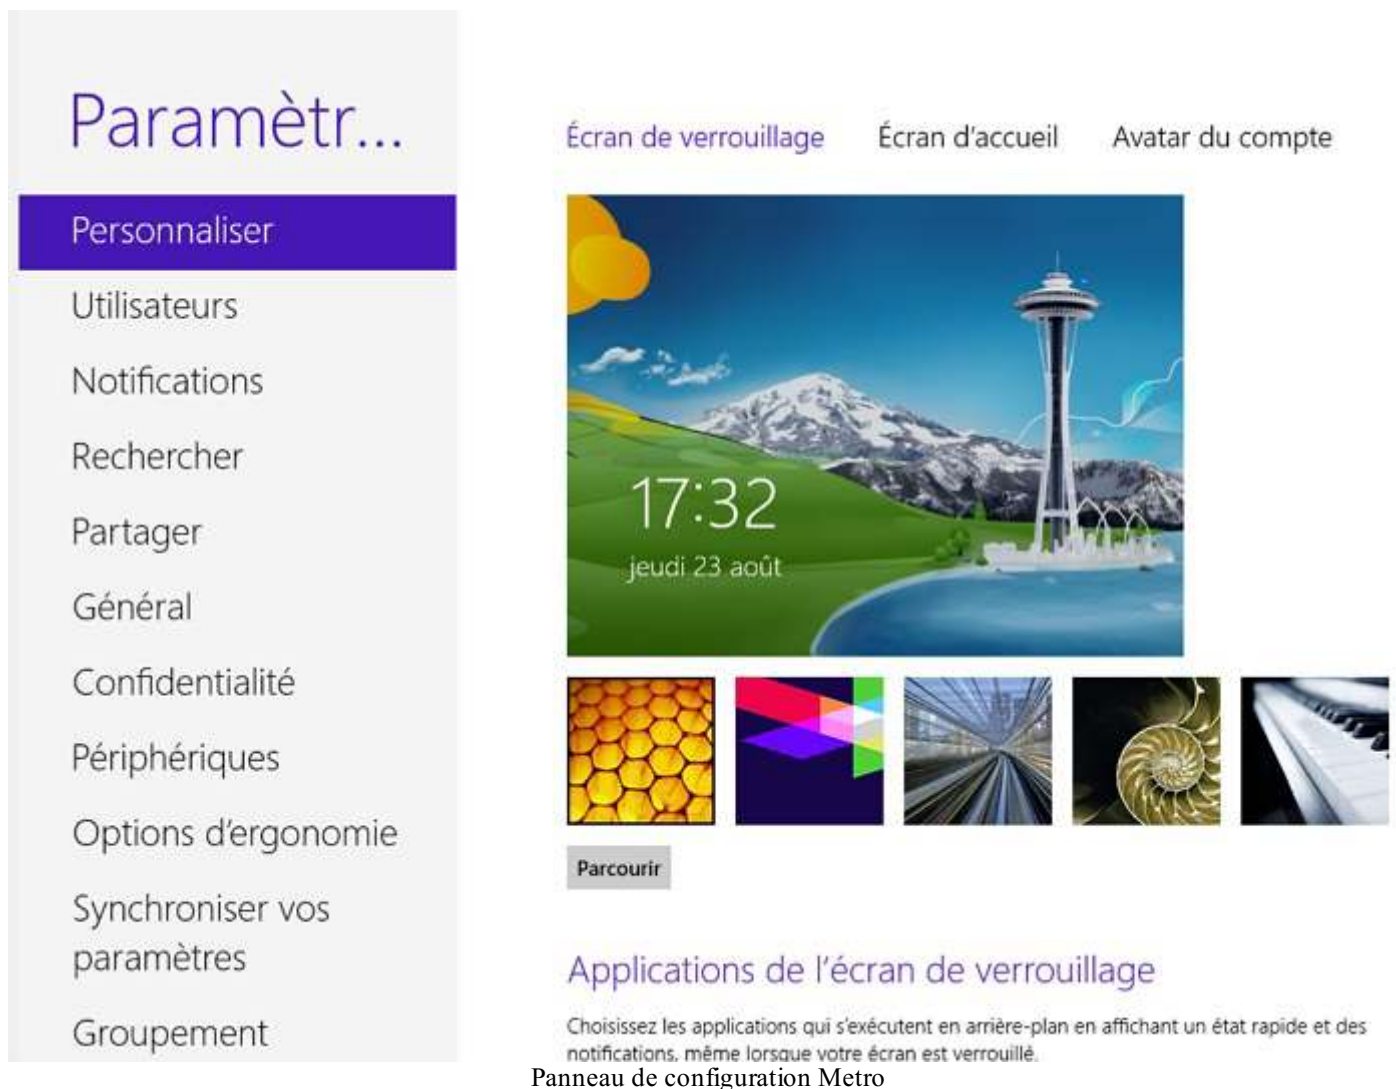 Paramètr...
Personnaliser
Utilisateurs
Notifications
Rechercher
Partager
Général
Confidentialité
Périphériques
Options d'ergonomie
Synchroniser vos
paramètres
Groupement
Écran de verrouillage Écran d'accueil Avatar du compte
17:32
jeudi 23 août
Parcourir
Applications de l'écran de verrouillage
Choisissez les applications qui s'exécutent en arrière-plan en affichant un état rapide et des
notifications, même lorsque votre écran est verrouillé.
Panneau de configuration Metro